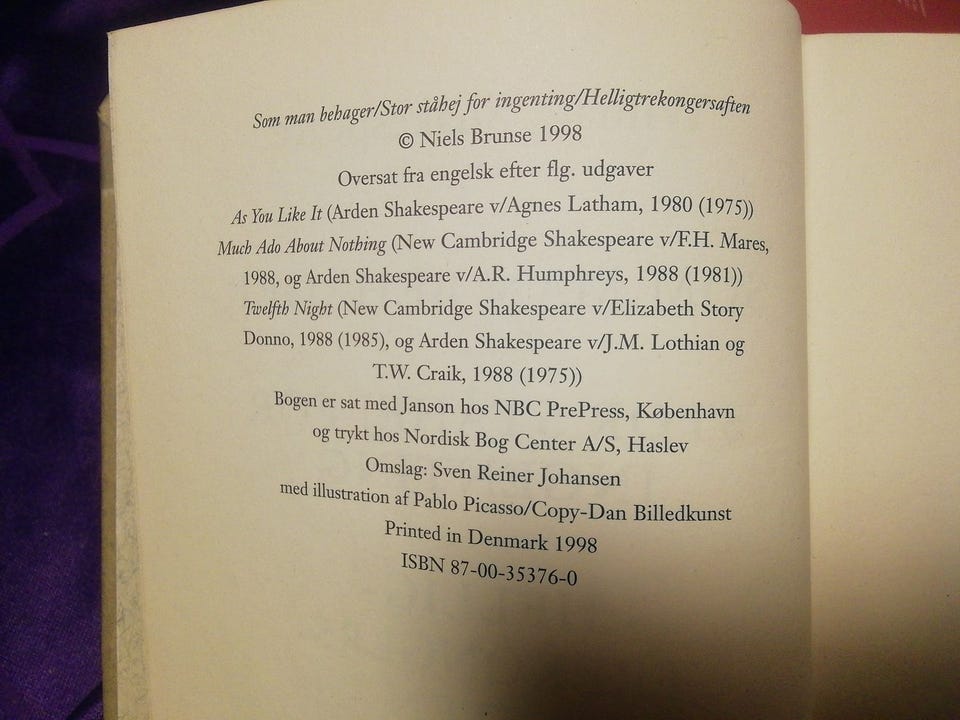 Som man behager/Stor ståhej for ingenting/Helligtrekongersaften
© Niels Brunse 1998
Oversat fra engelsk efter flg. udgaver
As You Like It (Arden Shakespeare v/Agnes Latham, 1980 (1975))
Much Ado About Nothing (New Cambridge Shakespeare v/F.H. Mares,
1988, og Arden Shakespeare v/A.R. Humphreys, 1988 (1981))
Twelfth Night (New Cambridge Shakespeare v/Elizabeth Story
Donno, 1988 (1985), og Arden Shakespeare v/J.M. Lothian og
T.W. Craik, 1988 (1975))
Bogen er sat med Janson hos NBC PrePress, København
og trykt hos Nordisk Bog Center A/S, Haslev
Omslag: Sven Reiner Johansen
med illustration af Pablo Picasso/Copy-Dan Billedkunst
Printed in Denmark 1998
ISBN 87-00-35376-0